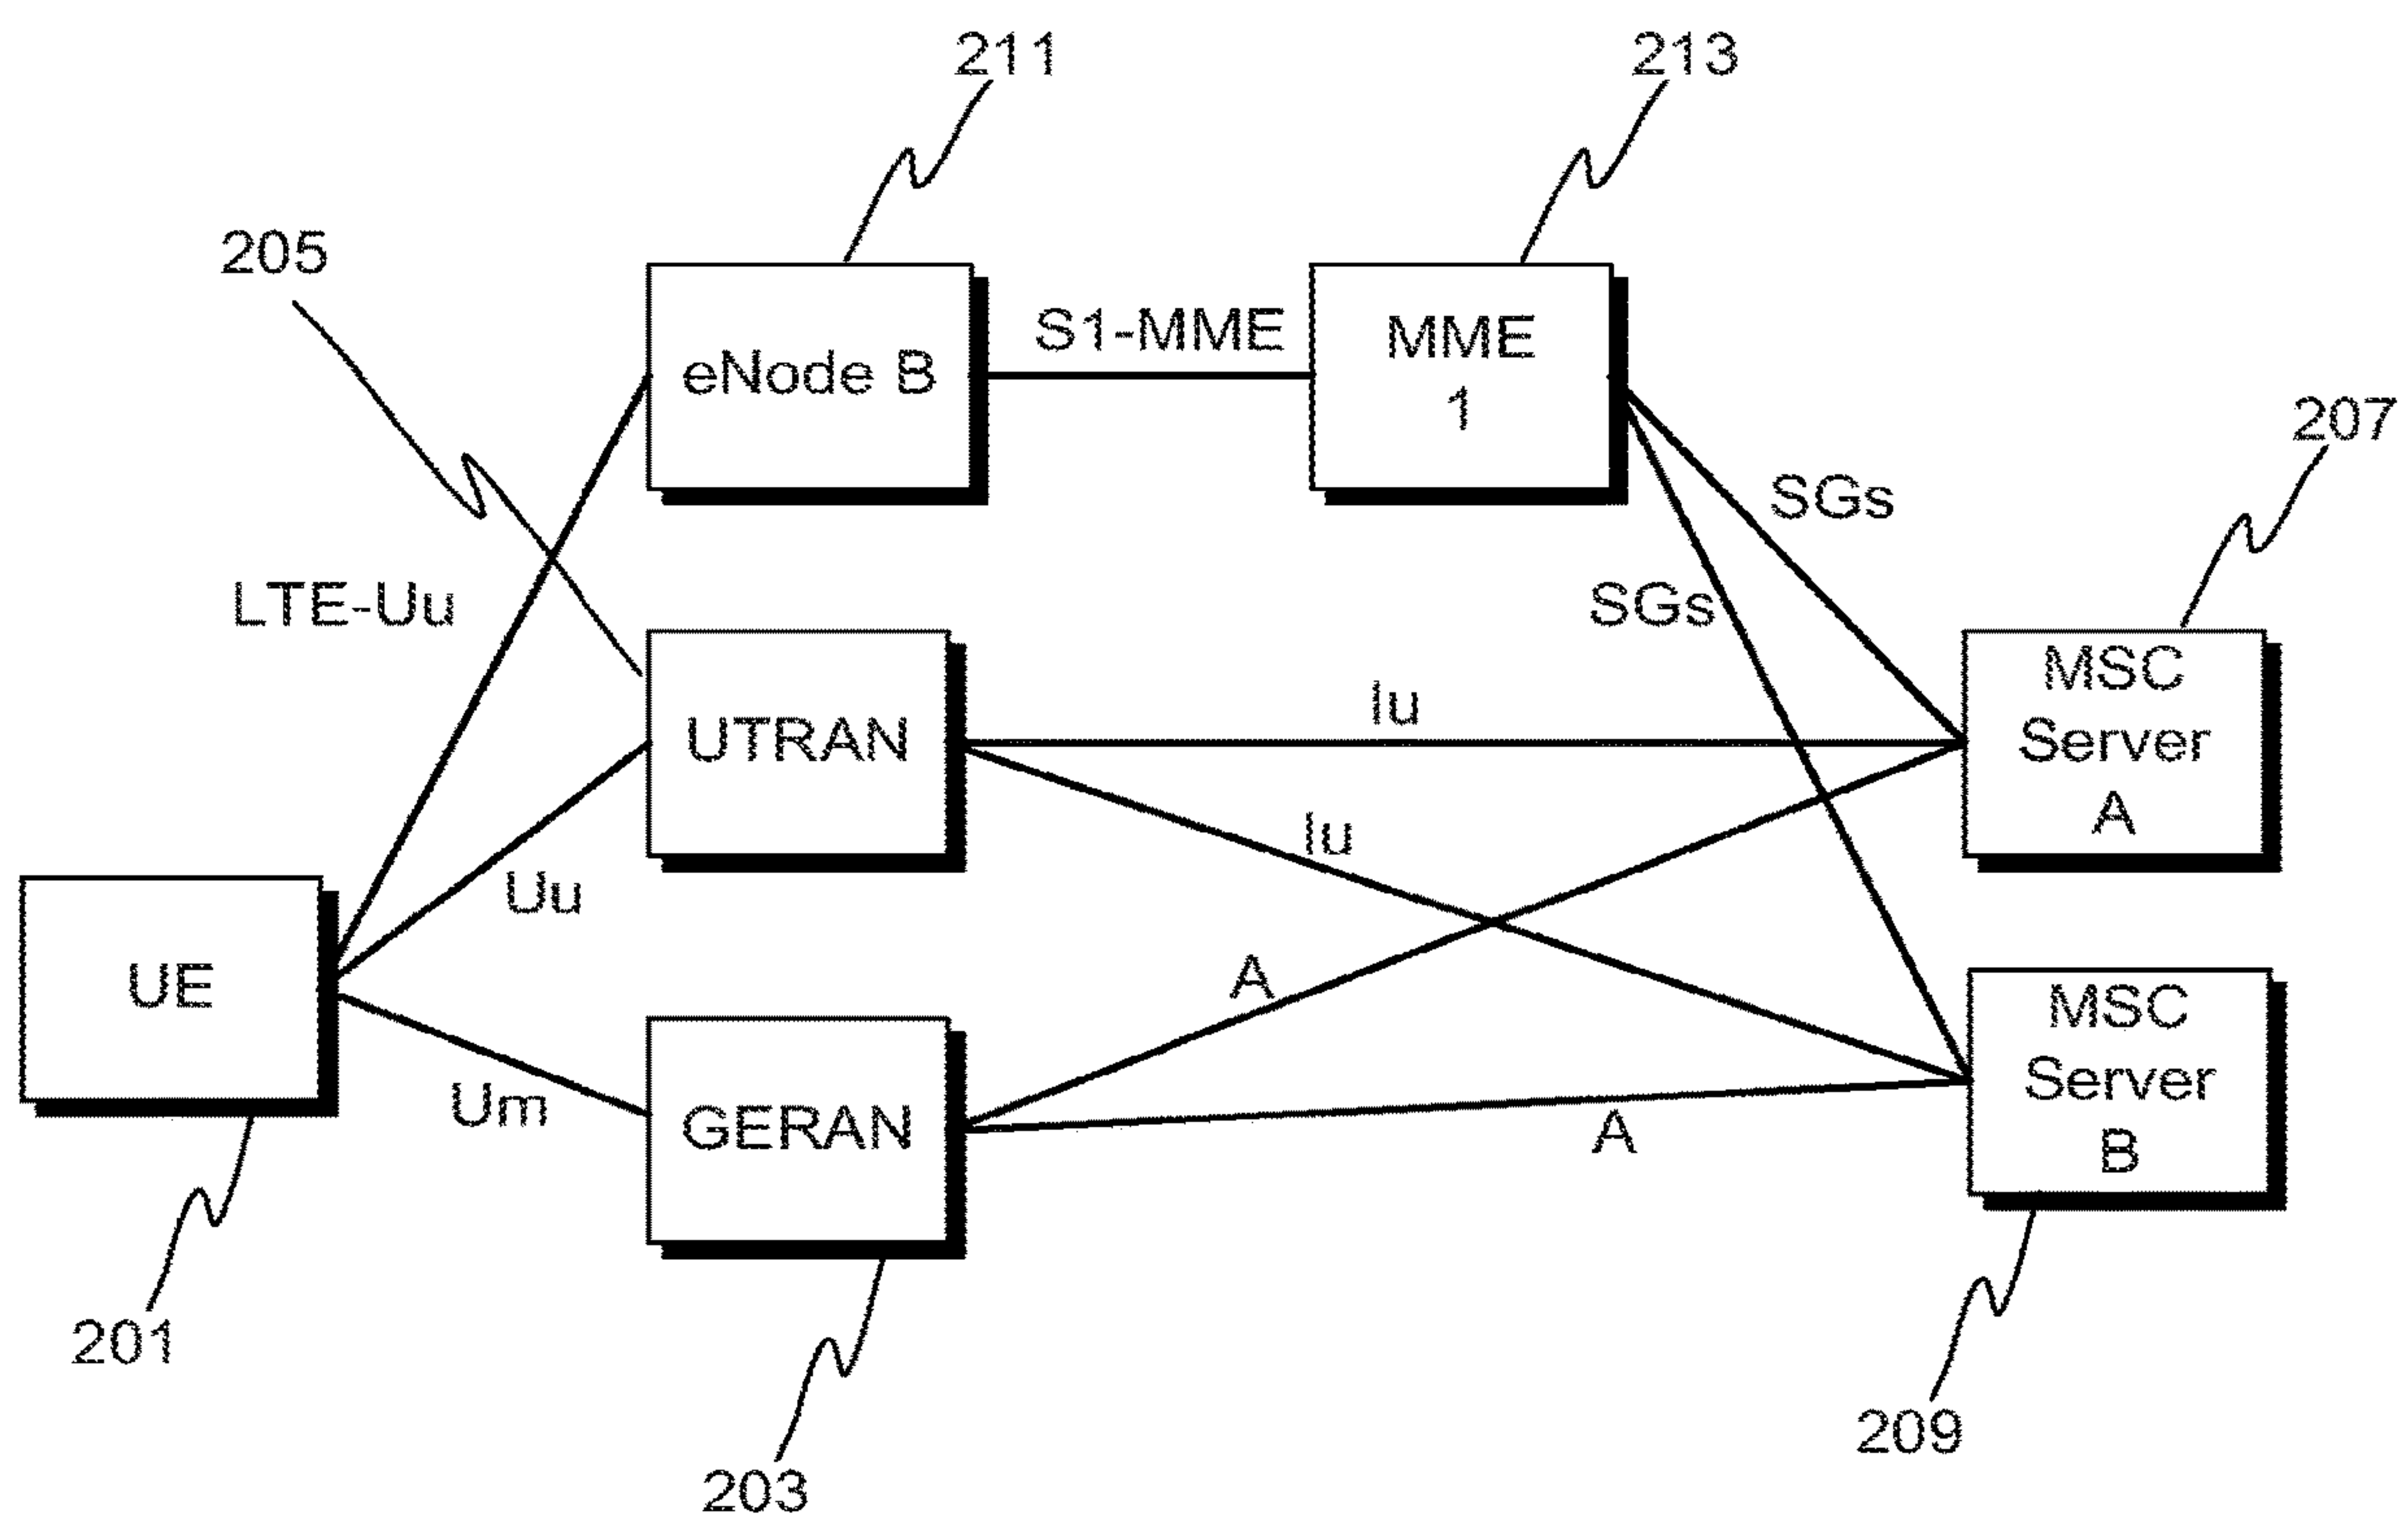 211
213
205
eNode B
S1-MME
MME
1
207
SGs
LTE-Uu
SGs
MSC
Server
A
Iu
UTRAN
Iu
Uu
UE
A
MSC
Server
B
Um
GERAN
A
201
209
203